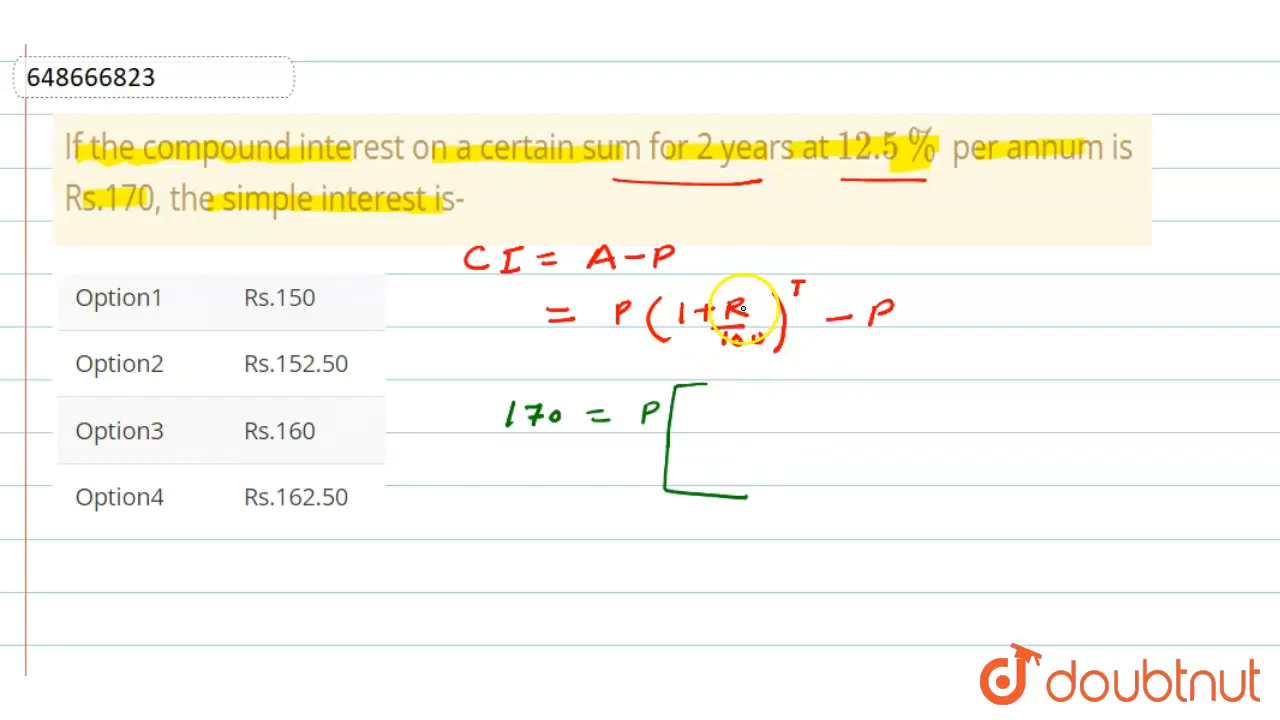 648666823
If the compound interest on a certain sum for 2 years at 12.5 % per annum is
Rs.170, the simple interest is-
CI = A - P
Option1 Rs.150
= P(1+R/100)^T - P
Option2 Rs.152.50
170 = P[
Option3 Rs.160
Option4 Rs.162.50
doubtnut